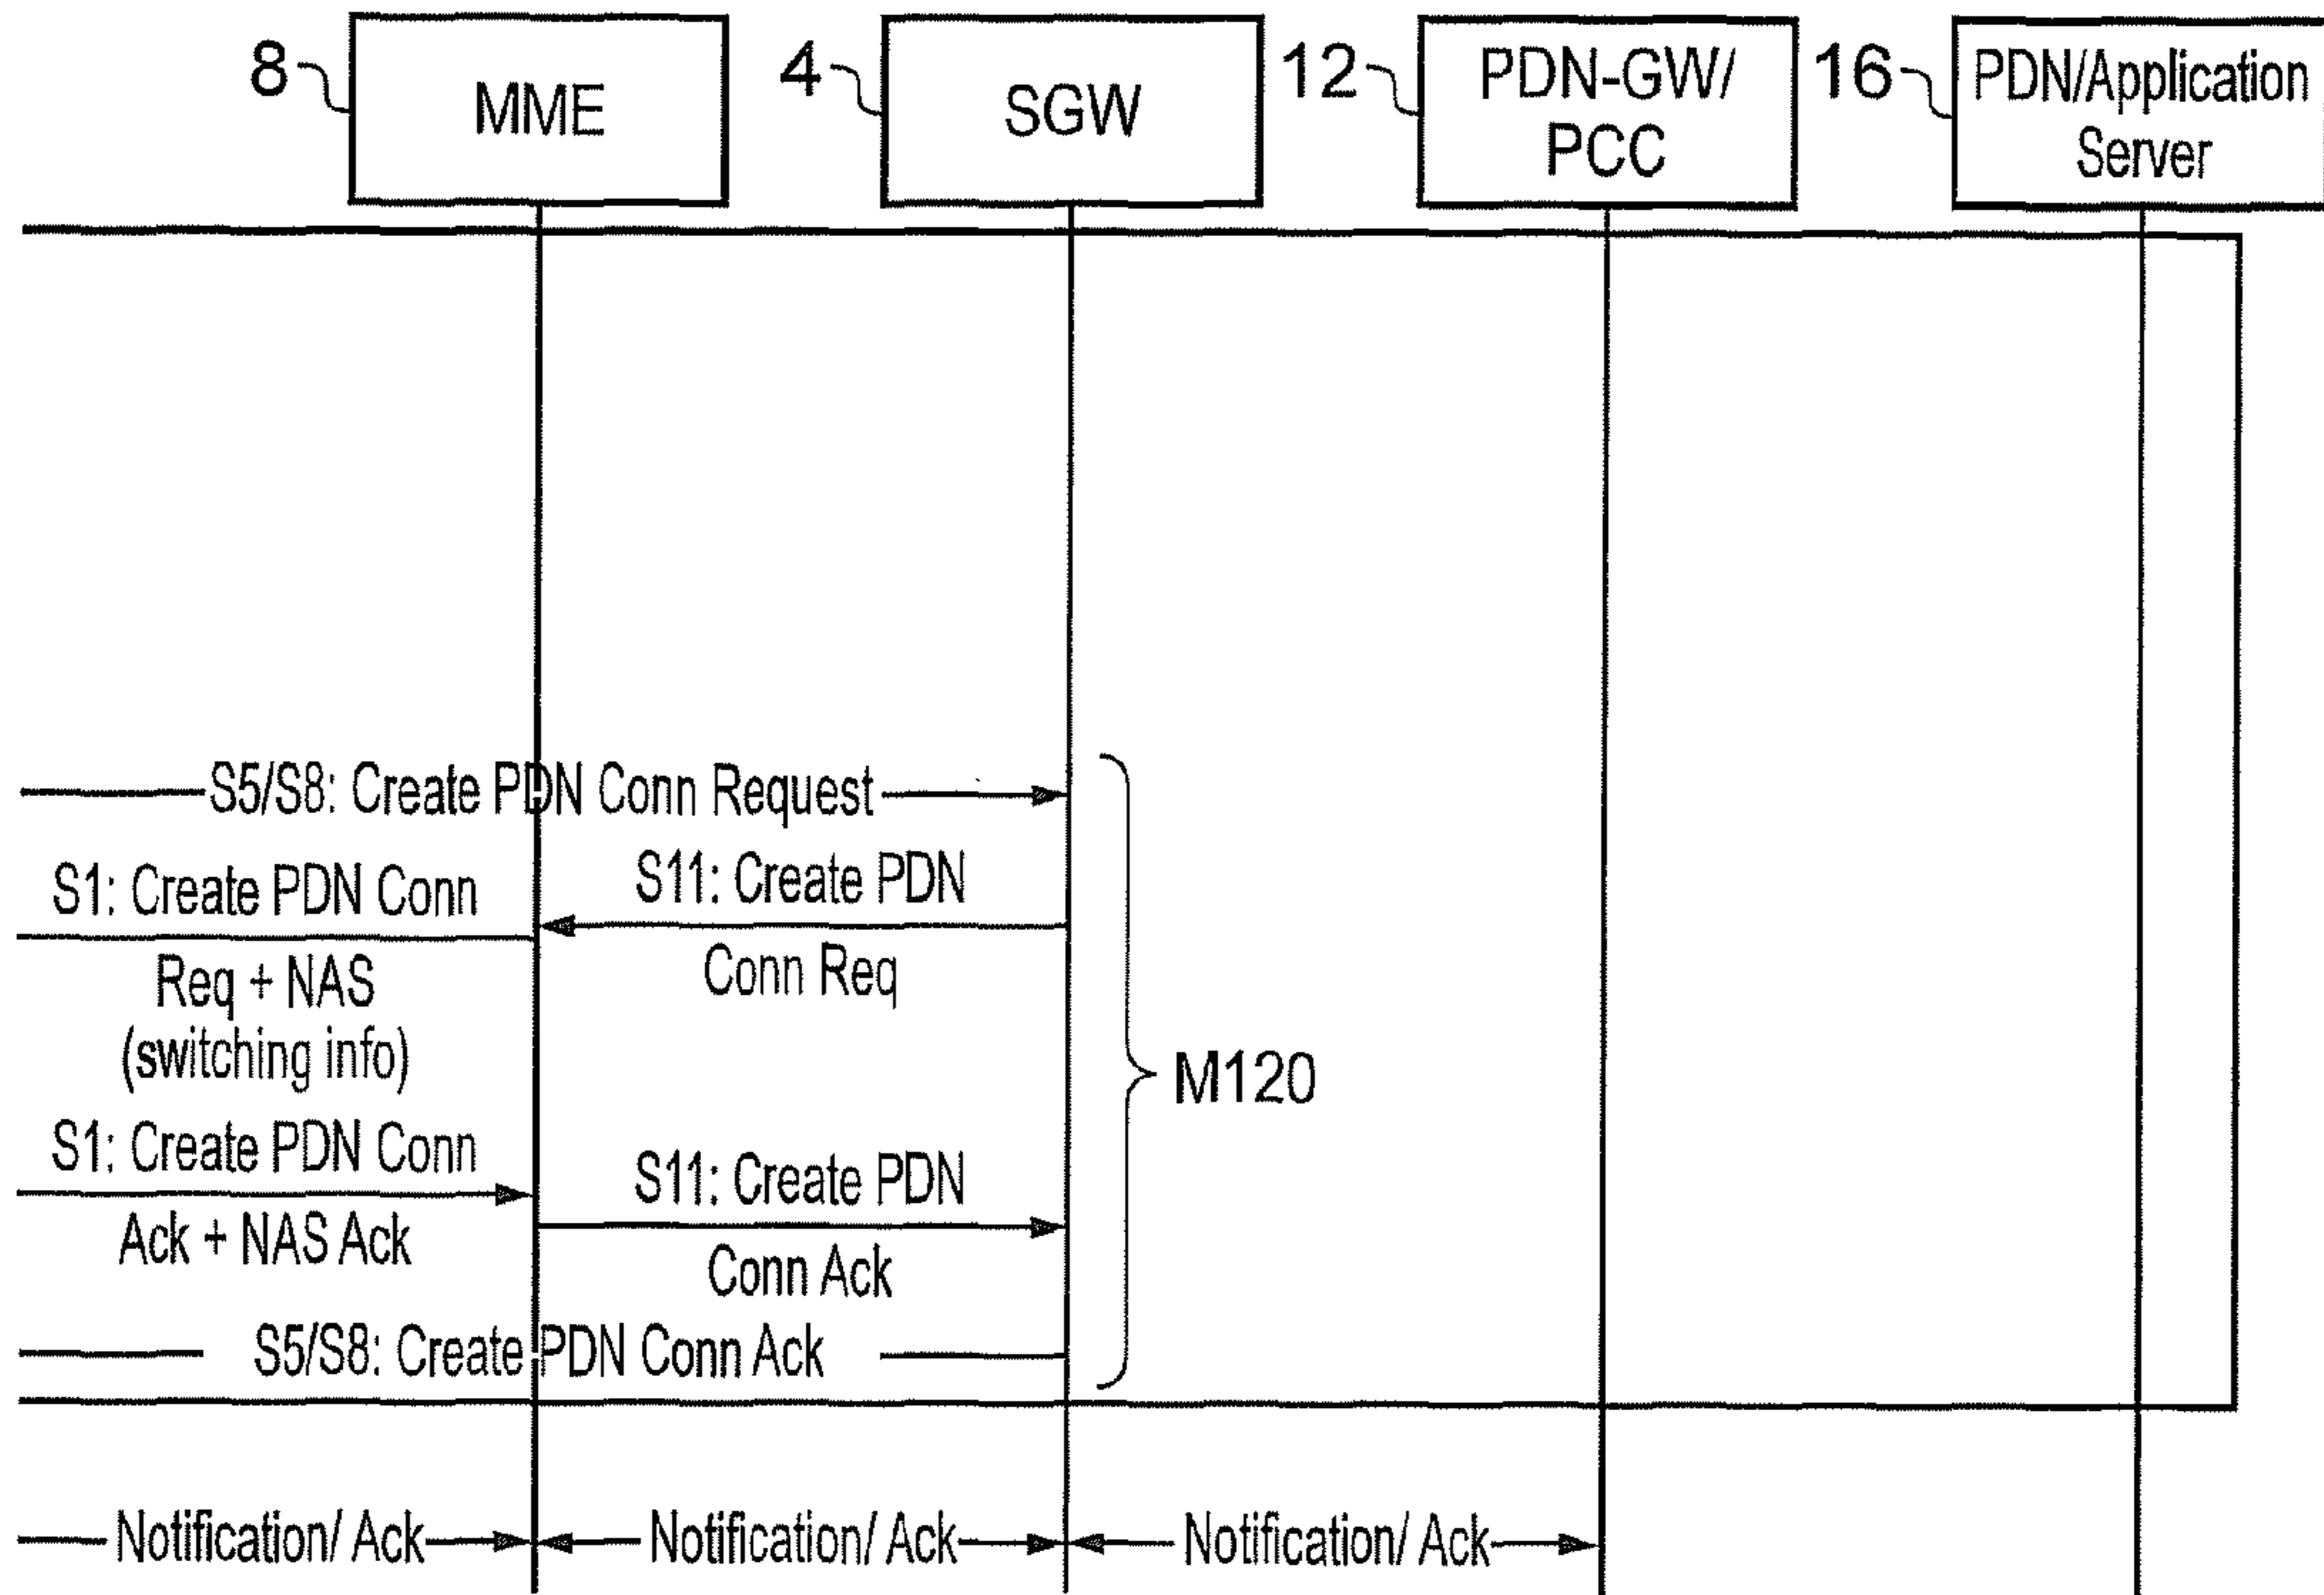 8 MME 4 SGW 12 PDN-GW/ 16 PDN/Application
PCC Server
S5/S8: Create PDN Conn Request
S1: Create PDN Conn S11: Create PDN
Req + NAS Conn Req
(switching info)
M120
S1: Create PDN Conn S11: Create PDN
Ack + NAS Ack Conn Ack
S5/S8: Create PDN Conn Ack
Notification/ Ack Notification/ Ack Notification/ Ack